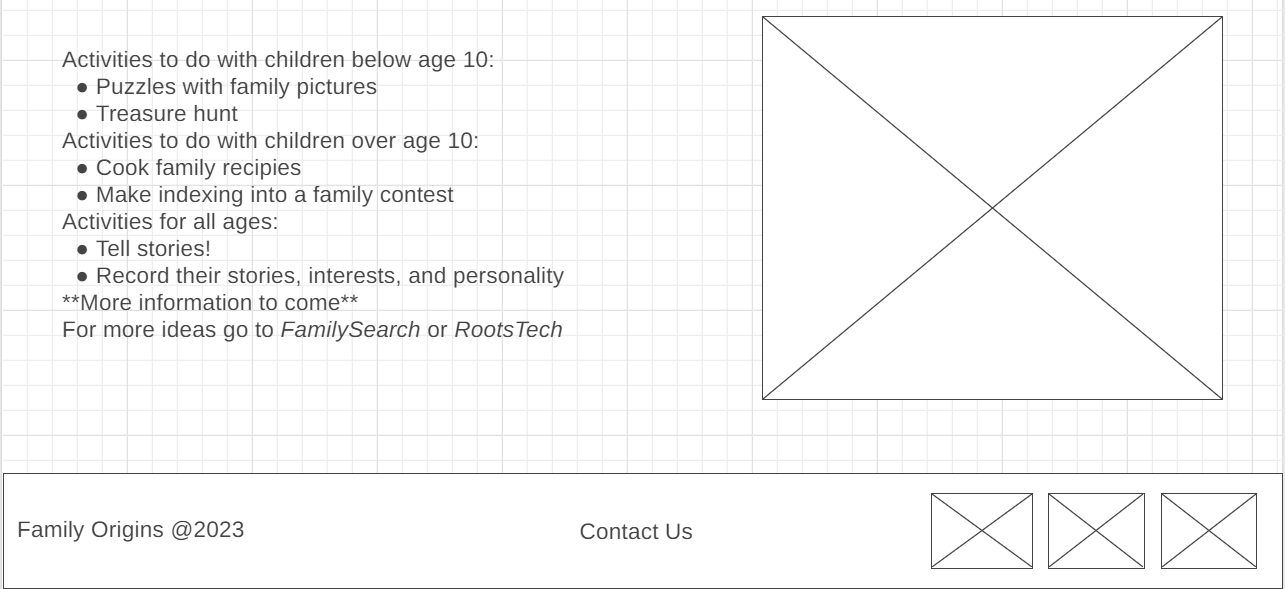 Activities to do with children below age 10:
● Puzzles with family pictures
● Treasure hunt
Activities to do with children over age 10:
● Cook family recipies
● Make indexing into a family contest
Activities for all ages:
● Tell stories!
● Record their stories, interests, and personality
**More information to come**
For more ideas go to FamilySearch or RootsTech
Family Origins @2023
Contact Us